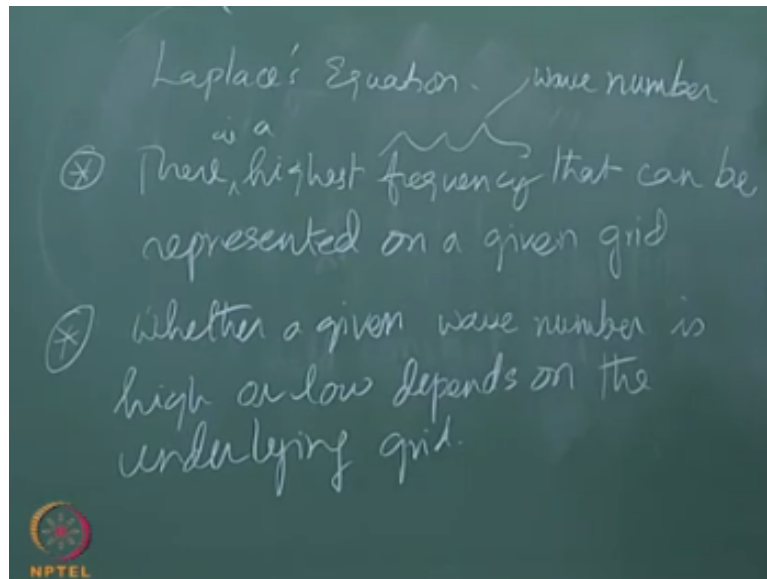 Laplace's Equation. wave number
is a
There, highest frequency that can be
represented on a given grid
Whether a given wave number is
high or low depends on the
underlying grid.
NPTEL